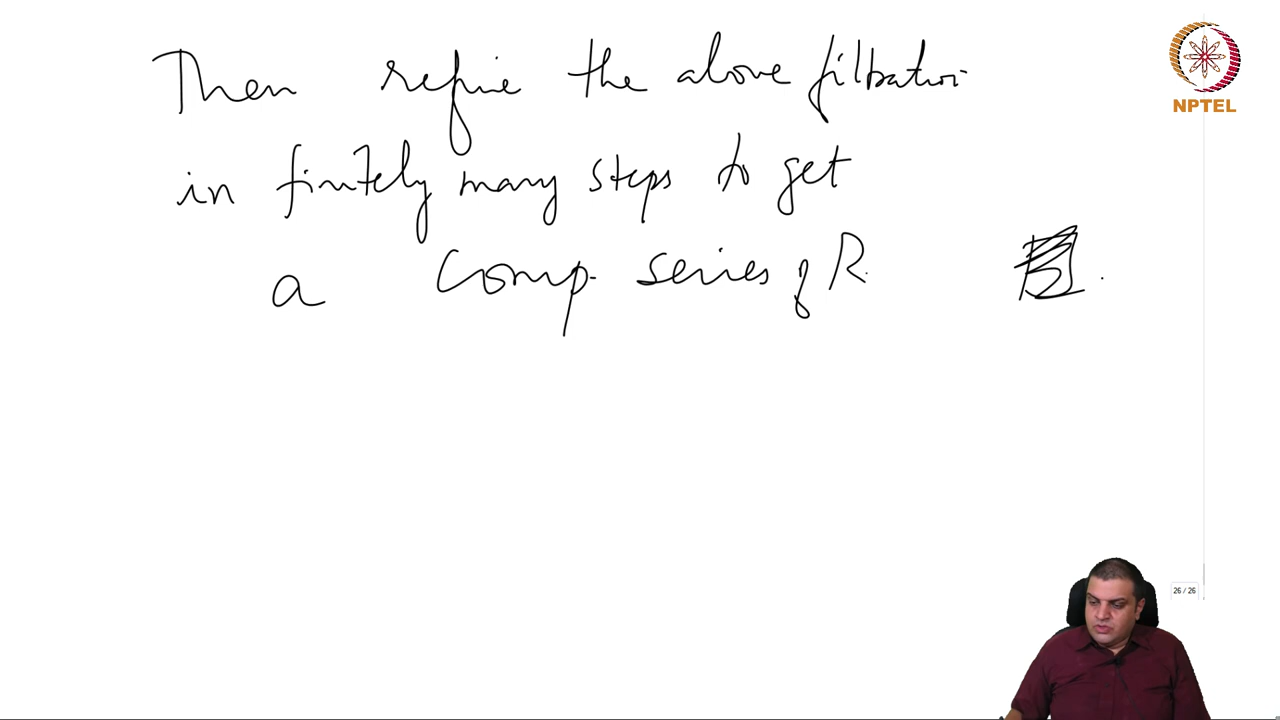 Then refine the above filtration
in finitely many steps to get
a comp. series of R.
NPTEL
26 / 26